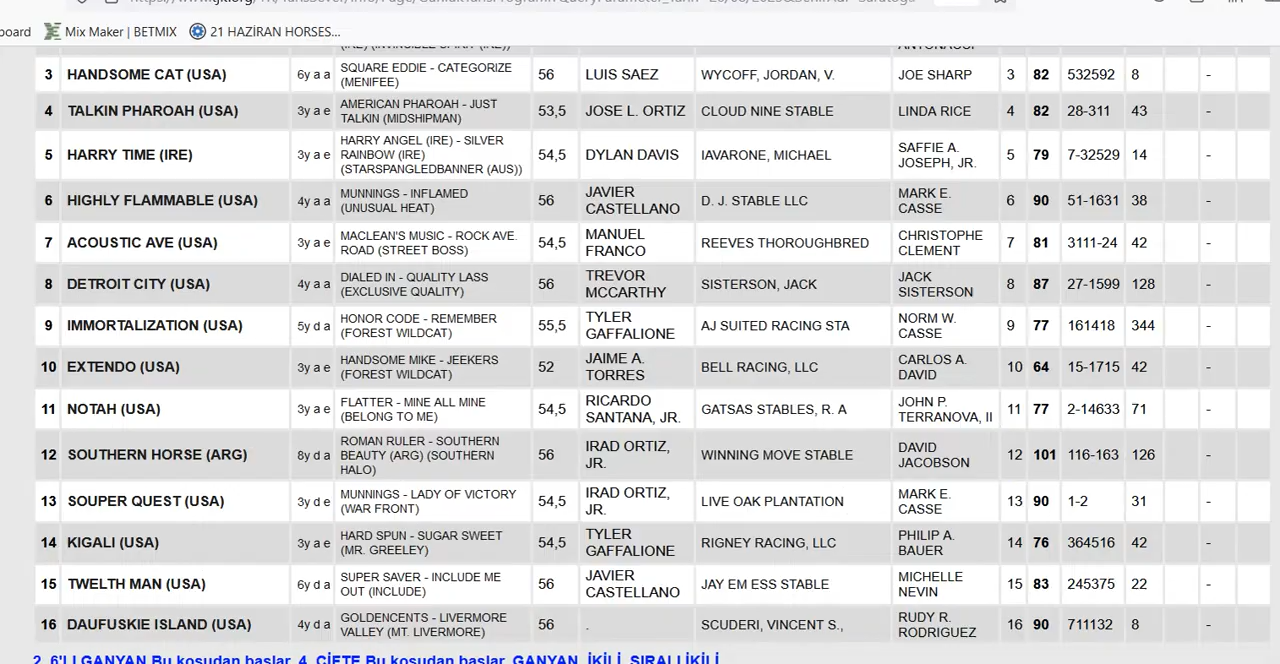 oard Mix Maker | BETMIX 21 HAZİRAN HORSES...
3 HANDSOME CAT (USA) 6y a a SQUARE EDDIE - CATEGORIZE (MENIFEE) 56 LUIS SAEZ WYCOFF, JORDAN, V. JOE SHARP 3 82 532592 8 -
4 TALKIN PHAROAH (USA) 3y a e AMERICAN PHAROAH - JUST TALKIN (MIDSHIPMAN) 53,5 JOSE L. ORTIZ CLOUD NINE STABLE LINDA RICE 4 82 28-311 43 -
5 HARRY TIME (IRE) 3y a e HARRY ANGEL (IRE) - SILVER RAINBOW (IRE) (STARSPANGLEDBANNER (AUS)) 54,5 DYLAN DAVIS IAVARONE, MICHAEL SAFFIE A. JOSEPH, JR. 5 79 7-32529 14 -
6 HIGHLY FLAMMABLE (USA) 4y a a MUNNINGS - INFLAMED (UNUSUAL HEAT) 56 JAVIER CASTELLANO D. J. STABLE LLC MARK E. CASSE 6 90 51-1631 38 -
7 ACOUSTIC AVE (USA) 3y a e MACLEAN'S MUSIC - ROCK AVE. ROAD (STREET BOSS) 54,5 MANUEL FRANCO REEVES THOROUGHBRED CHRISTOPHE CLEMENT 7 81 3111-24 42 -
8 DETROIT CITY (USA) 4y a a DIALED IN - QUALITY LASS (EXCLUSIVE QUALITY) 56 TREVOR MCCARTHY SISTERSON, JACK JACK SISTERSON 8 87 27-1599 128 -
9 IMMORTALIZATION (USA) 5y d a HONOR CODE - REMEMBER (FOREST WILDCAT) 55,5 TYLER GAFFALIONE AJ SUITED RACING STA NORM W. CASSE 9 77 161418 344 -
10 EXTENDO (USA) 3y a e HANDSOME MIKE - JEEKERS (FOREST WILDCAT) 52 JAIME A. TORRES BELL RACING, LLC CARLOS A. DAVID 10 64 15-1715 42 -
11 NOTAH (USA) 3y a e FLATTER - MINE ALL MINE (BELONG TO ME) 54,5 RICARDO SANTANA, JR. GATSAS STABLES, R. A JOHN P. TERRANOVA, II 11 77 2-14633 71 -
12 SOUTHERN HORSE (ARG) 8y d a ROMAN RULER - SOUTHERN BEAUTY (ARG) (SOUTHERN HALO) 56 IRAD ORTIZ, JR. WINNING MOVE STABLE DAVID JACOBSON 12 101 116-163 126 -
13 SOUPER QUEST (USA) 3y d e MUNNINGS - LADY OF VICTORY (WAR FRONT) 54,5 IRAD ORTIZ, JR. LIVE OAK PLANTATION MARK E. CASSE 13 90 1-2 31 -
14 KIGALI (USA) 3y a e HARD SPUN - SUGAR SWEET (MR. GREELEY) 54,5 TYLER GAFFALIONE RIGNEY RACING, LLC PHILIP A. BAUER 14 76 364516 42 -
15 TWELTH MAN (USA) 6y d a SUPER SAVER - INCLUDE ME OUT (INCLUDE) 56 JAVIER CASTELLANO JAY EM ESS STABLE MICHELLE NEVIN 15 83 245375 22 -
16 DAUFUSKIE ISLAND (USA) 4y d a GOLDENCENTS - LIVERMORE VALLEY (MT. LIVERMORE) 56 . SCUDERI, VINCENT S., RUDY R. RODRIGUEZ 16 90 711132 8 -
2. 6'LI GANYAN Bu koşudan başlar, 4. ÇİFTE Bu koşudan başlar, GANYAN, İKİLİ, SIRALI İKİLİ